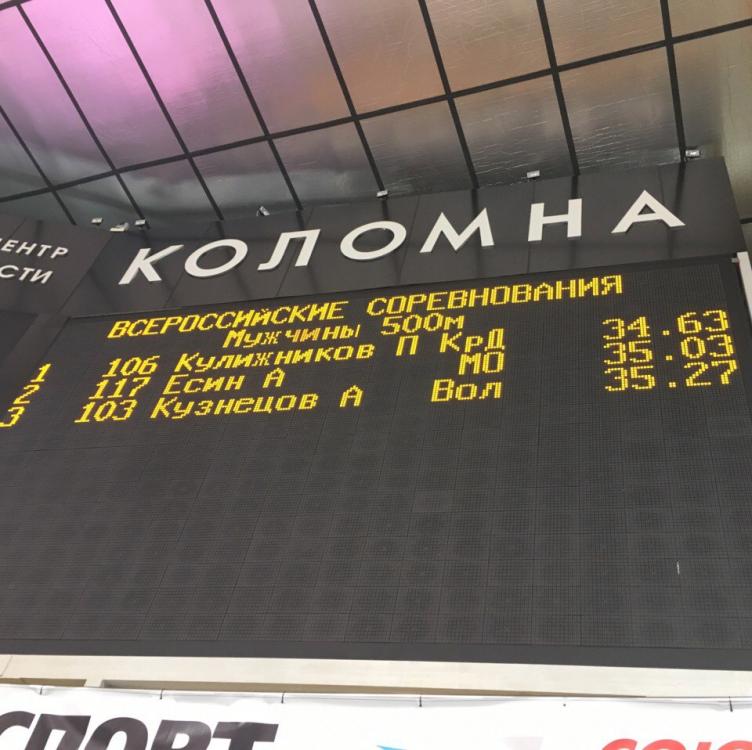 ЕНТР
СТИ
КОЛОМНА
ВСЕРОССИЙСКИЕ СОРЕВНОВАНИЯ
Мужчины 500м
1 106 Кулижников П КрД 34.63
2 117 Есин А МО 35.03
3 103 Кузнецов А Вол 35.27
СПОРТ